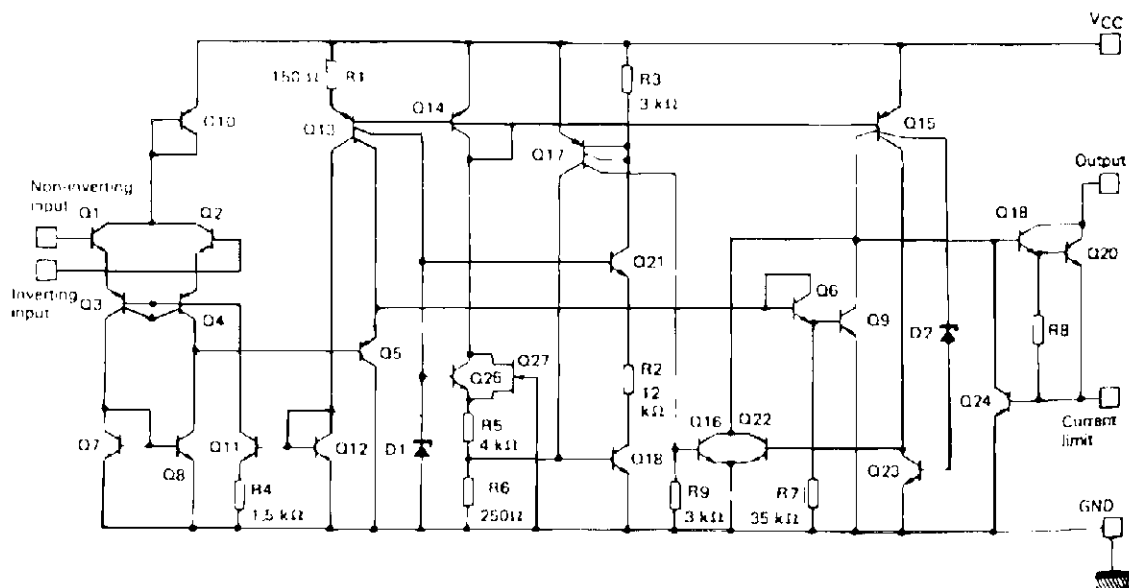 VCC
150 Ω R1
R3
3 kΩ
Q10
Q13
Q14
Q15
Q17
Output
Non-inverting
input
Q1
Q2
Q18
Q20
Q21
Inverting
input
Q3
Q4
Q6
Q9
D2
R8
Q5
Q27
R2
12
kΩ
Q24
Q7
Q8
Q11
Q12
D1
R5
4 kΩ
Q18
Q16
Q22
Current
limit
Q23
R4
1,5 kΩ
R6
250Ω
R9
3 kΩ
R7
35 kΩ
GND